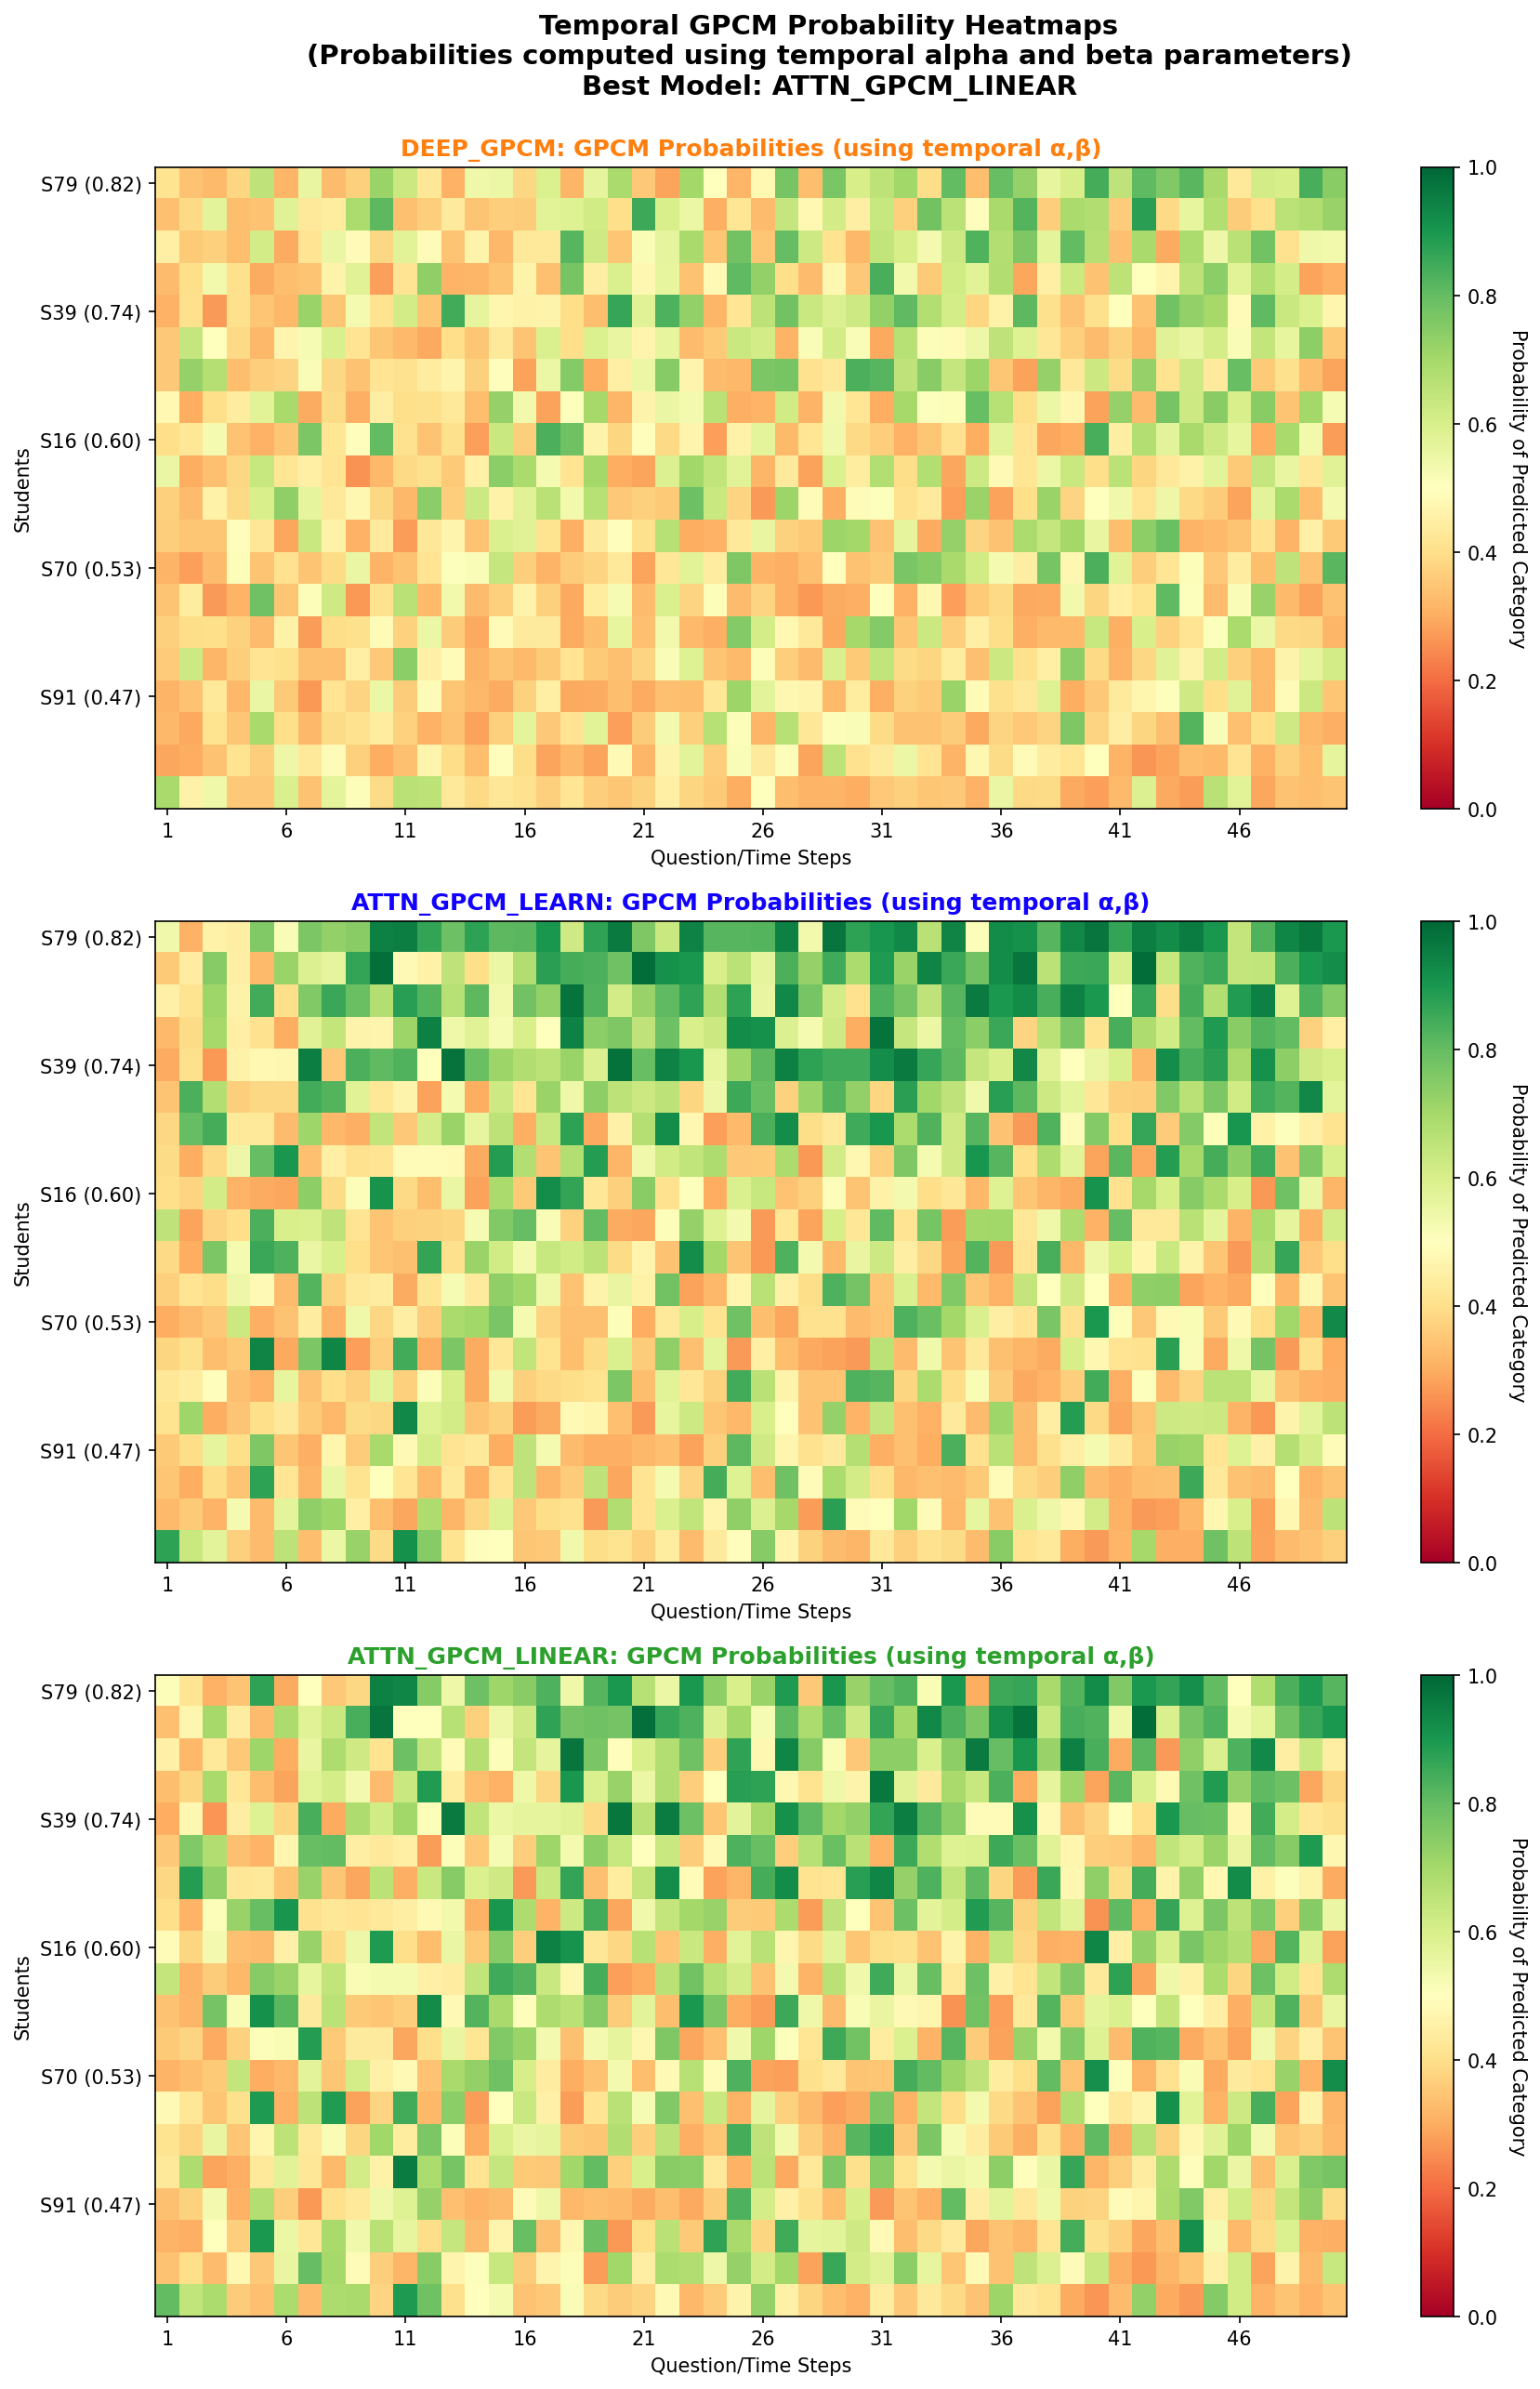 Temporal GPCM Probability Heatmaps
(Probabilities computed using temporal alpha and beta parameters)
Best Model: ATTN_GPCM_LINEAR
DEEP_GPCM: GPCM Probabilities (using temporal α,β)
Students
S79 (0.82)
S39 (0.74)
S16 (0.60)
S70 (0.53)
S91 (0.47)
1 6 11 16 21 26 31 36 41 46
Question/Time Steps
1.0
0.8
0.6
0.4
0.2
0.0
Probability of Predicted Category
ATTN_GPCM_LEARN: GPCM Probabilities (using temporal α,β)
Students
S79 (0.82)
S39 (0.74)
S16 (0.60)
S70 (0.53)
S91 (0.47)
1 6 11 16 21 26 31 36 41 46
Question/Time Steps
1.0
0.8
0.6
0.4
0.2
0.0
Probability of Predicted Category
ATTN_GPCM_LINEAR: GPCM Probabilities (using temporal α,β)
Students
S79 (0.82)
S39 (0.74)
S16 (0.60)
S70 (0.53)
S91 (0.47)
1 6 11 16 21 26 31 36 41 46
Question/Time Steps
1.0
0.8
0.6
0.4
0.2
0.0
Probability of Predicted Category